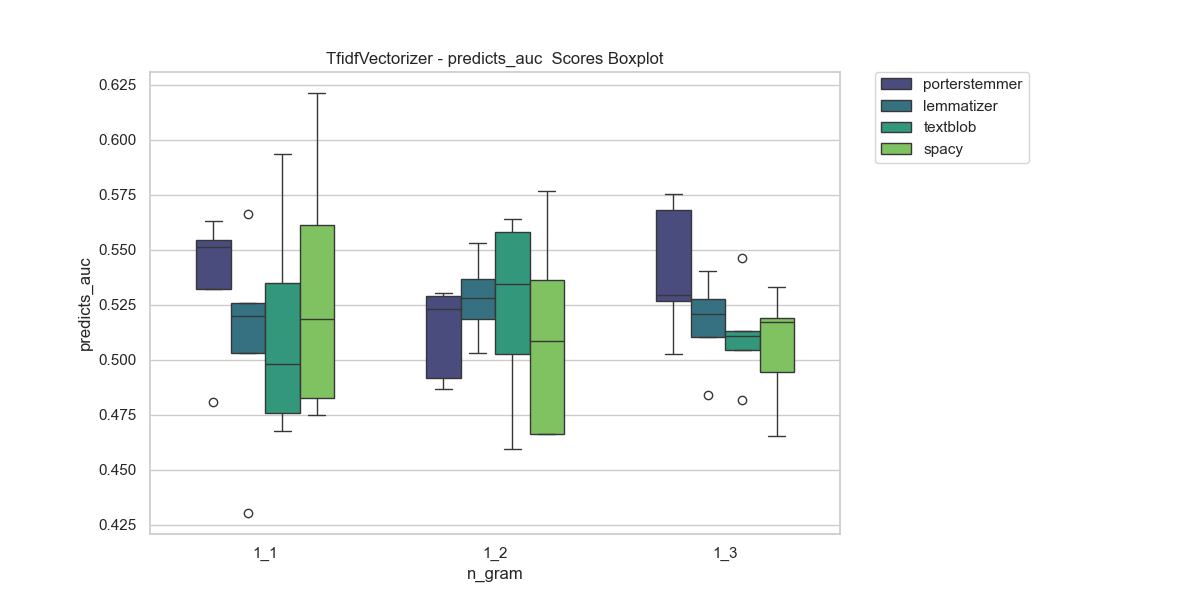 TfidfVectorizer - predicts_auc  Scores Boxplot
porterstemmer
lemmatizer
textblob
spacy
predicts_auc
0.625
0.600
0.575
0.550
0.525
0.500
0.475
0.450
0.425
1_1 1_2 1_3
n_gram